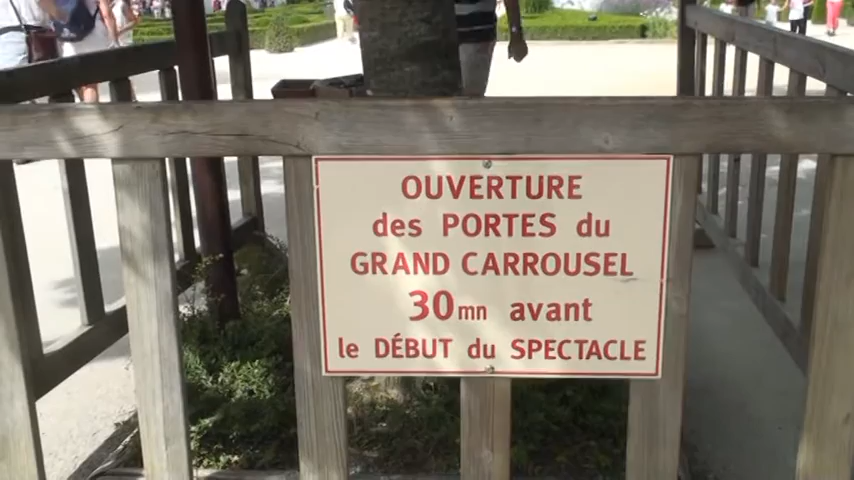 OUVERTURE
des PORTES du
GRAND CARROUSEL
30mn avant
le DÉBUT du SPECTACLE